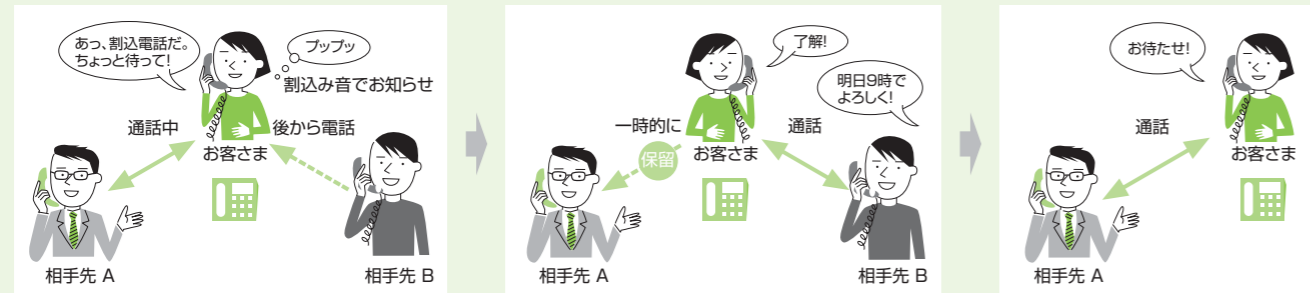 あっ、割込電話だ。
ちょっと待って!
プップッ
割込み音でお知らせ
通話中
後から電話
お客さま
相手先 A
相手先 B
了解!
明日9時で
よろしく!
一時的に
保留
通話
お客さま
相手先 A
相手先 B
お待たせ!
通話
お客さま
相手先 A